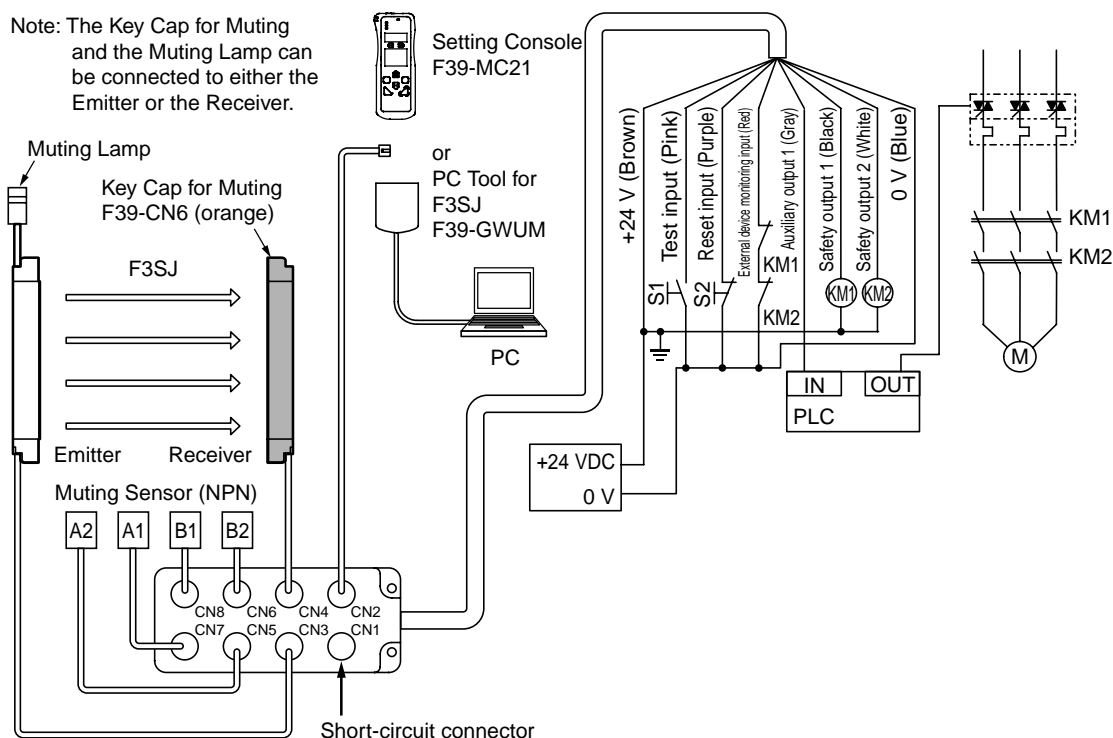 Note: The Key Cap for Muting
and the Muting Lamp can
be connected to either the
Emitter or the Receiver.
Setting Console
F39-MC21
or
PC Tool for
F3SJ
F39-GWUM
PC
Muting Lamp
Key Cap for Muting
F39-CN6 (orange)
F3SJ
Emitter
Receiver
Muting Sensor (NPN)
A2
A1
B1
B2
CN8
CN6
CN4
CN2
CN7
CN5
CN3
CN1
Short-circuit connector
+24 V (Brown)
Test input (Pink)
Reset input (Purple)
External device monitoring input (Red)
Auxiliary output 1 (Gray)
Safety output 1 (Black)
Safety output 2 (White)
0 V (Blue)
S1
S2
KM1
KM2
KM1
KM2
IN
OUT
PLC
+24 VDC
0 V
KM1
KM2
M